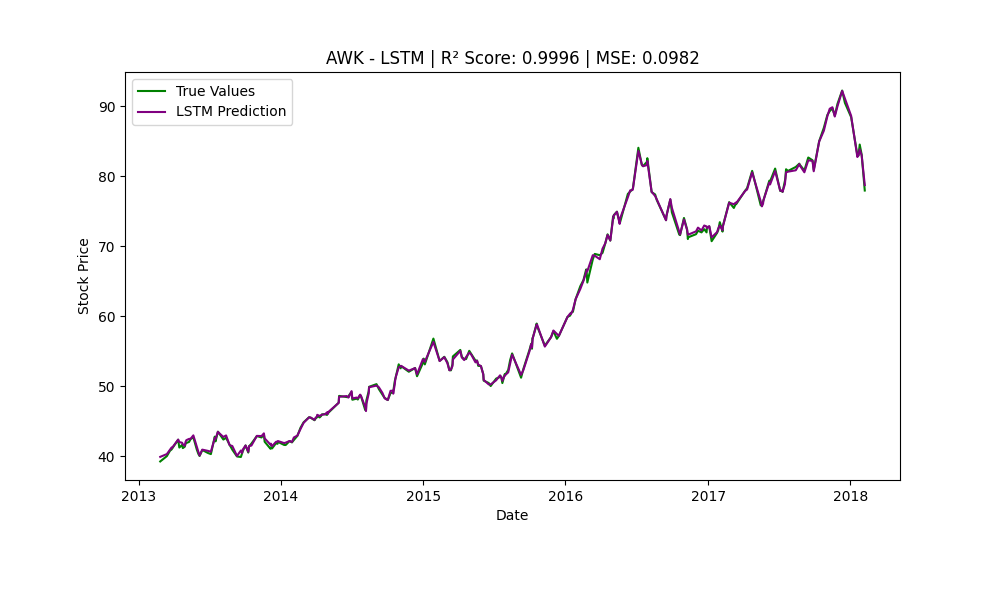 AWK - LSTM | R² Score: 0.9996 | MSE: 0.0982
True Values
LSTM Prediction
Stock Price
90
80
70
60
50
40
2013 2014 2015 2016 2017 2018
Date